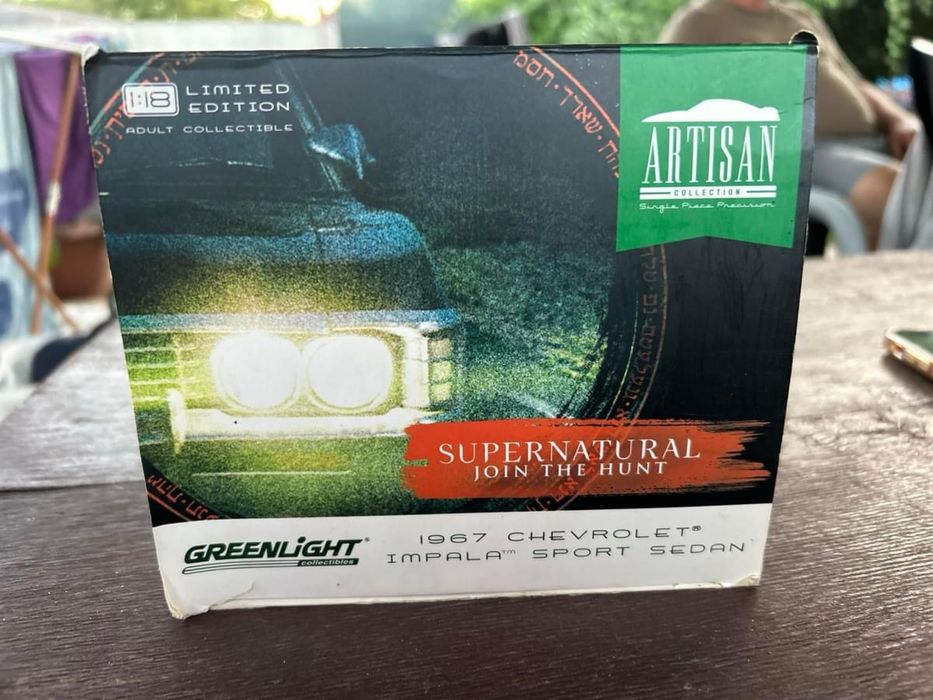 1:18
LIMITED
EDITION
ADULT COLLECTIBLE
ARTISAN
COLLECTION
Single Piece Precision
SUPERNATURAL
JOIN THE HUNT
GREENLiGHT®
collectibles
1967 CHEVROLET®
IMPALA™ SPORT SEDAN